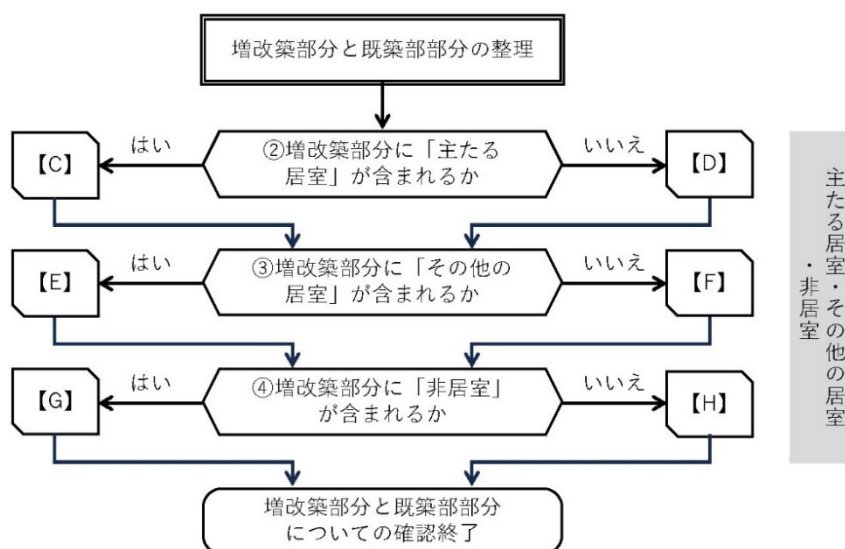 増改築部分と既築部部分の整理
はい
②増改築部分に「主たる
居室」が含まれるか
いいえ
【C】
【D】
はい
③増改築部分に「その他の
居室」が含まれるか
いいえ
【E】
【F】
はい
④増改築部分に「非居室」
が含まれるか
いいえ
【G】
【H】
増改築部分と既築部部分
についての確認終了
主たる居室・その他の居室
・非居室